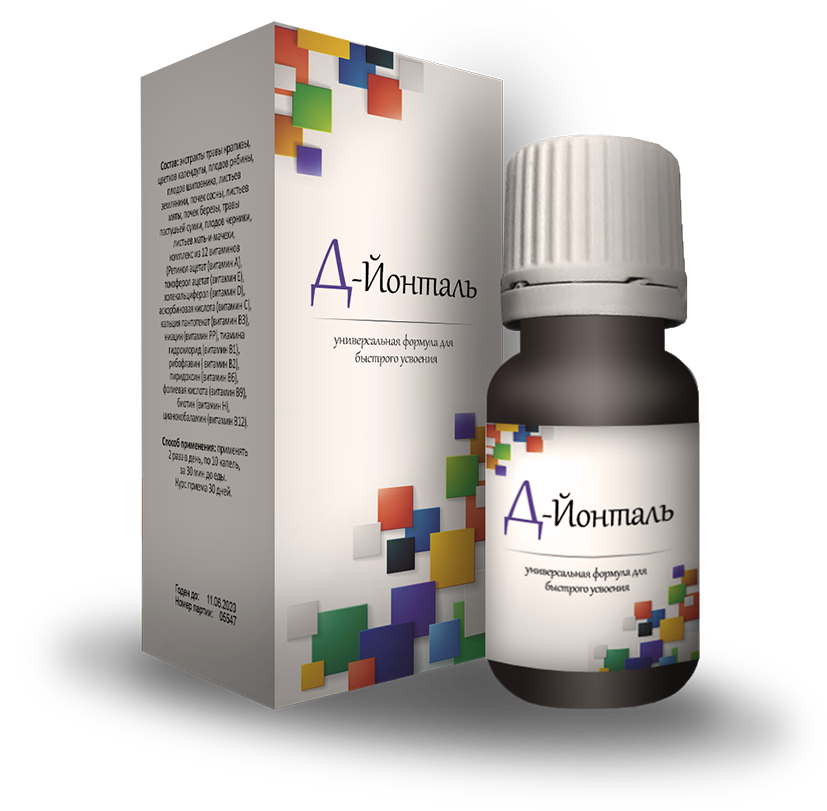 Состав: экстракты травы крапивы,
цветков календулы, плодов рябины,
плодов шиповника, листьев
земляники, почек сосны, листьев
мяты, почек березы, травы
пастушьей сумки, плодов черники,
листьев мать-и-мачехи,
комплекс из 12 витаминов
(Ретинол ацетат (витамин А),
токоферол ацетат (витамин Е),
холекальциферол (витамин D),
аскорбиновая кислота (витамин С),
кальция пантотенат (витамин В3),
ниацин (витамин РР), тиамина
гидрохлорид (витамин В1),
рибофлавин ( витамин В2),
пиридоксин (витамин В6),
фолиевая кислота (витамин В9),
биотин (витамин Н),
цианокобаламин (витамин В12).
Способ применения: применять
2 раза в день, по 10 капель,
за 30 мин до еды.
Курс приема 30 дней.
Годен до: 11.06.2020
Номер партии: 05647
Д-Йонталь
универсальная формула для
быстрого усвоения
Д-Йонталь
универсальная формула для
быстрого усвоения